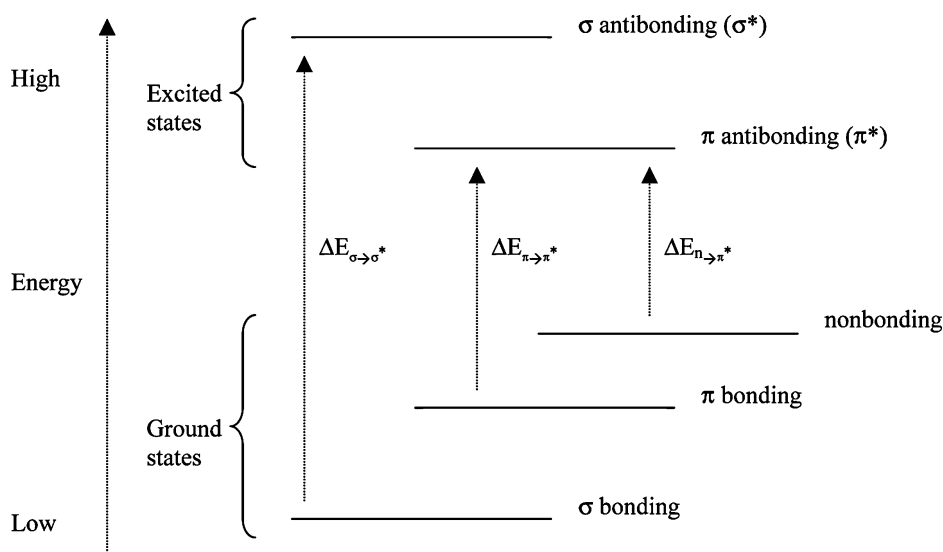 σ antibonding (σ*)
High
Excited
states
π antibonding (π*)
ΔEσ→σ*
ΔEπ→π*
ΔEn→π*
Energy
nonbonding
π bonding
Ground
states
σ bonding
Low